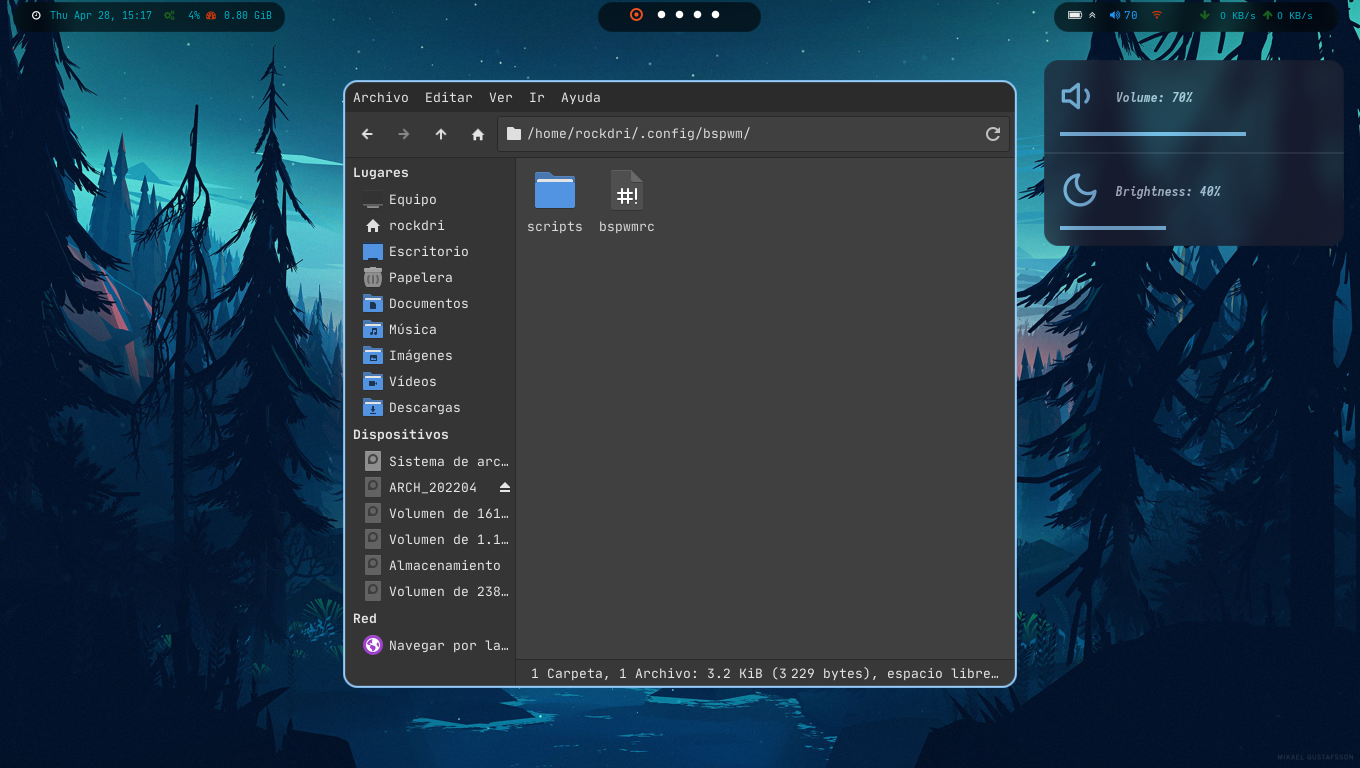 Thu Apr 28, 15:17 4% 0.80 GiB
70 0 KB/s 0 KB/s
Volume: 70%
Brightness: 40%
Archivo Editar Ver Ir Ayuda
/home/rockdri/.config/bspwm/
Lugares
Equipo
rockdri
Escritorio
Papelera
Documentos
Música
Imágenes
Vídeos
Descargas
Dispositivos
Sistema de arc…
ARCH_202204
Volumen de 161…
Volumen de 1.1…
Almacenamiento
Volumen de 238…
Red
Navegar por la…
#!
scripts bspwmrc
1 Carpeta, 1 Archivo: 3.2 KiB (3 229 bytes), espacio libre…
MIKAEL GUSTAFSSON